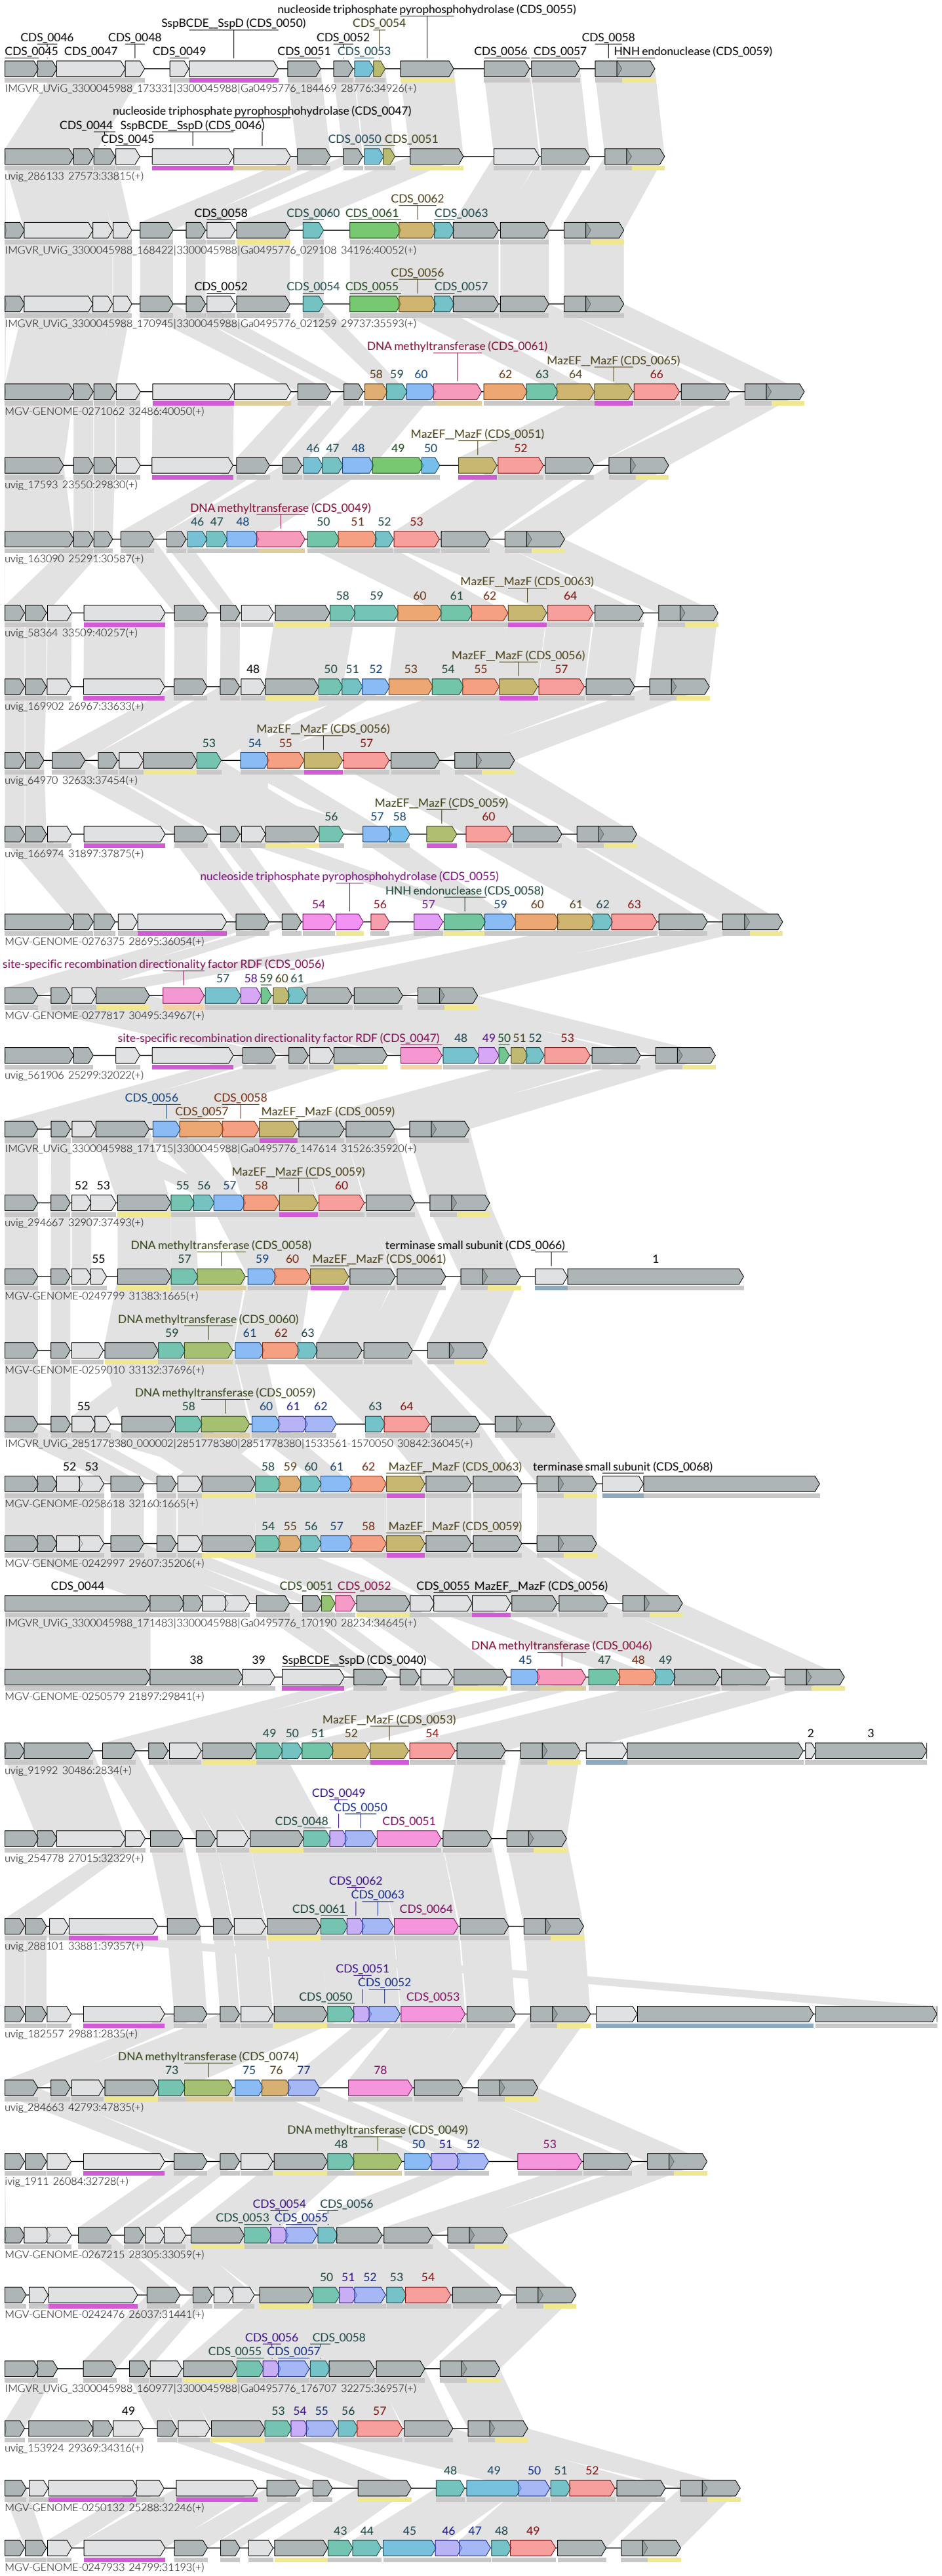 nucleoside triphosphate pyrophosphohydrolase (CDS_0055)
SspBCDE__SspD (CDS_0050) CDS_0054
CDS_0046 CDS_0048 CDS_0052 CDS_0058
CDS_0045 CDS_0047 CDS_0049 CDS_0051 CDS_0053 CDS_0056 CDS_0057 HNH endonuclease (CDS_0059)
IMGVR_UViG_3300045988_173331|3300045988|Ga0495776_184469 28776:34926(+)
nucleoside triphosphate pyrophosphohydrolase (CDS_0047)
CDS_0044 SspBCDE__SspD (CDS_0046)
CDS_0045 CDS_0050 CDS_0051
uvig_286133 27573:33815(+)
CDS_0062
CDS_0058 CDS_0060 CDS_0061 CDS_0063
IMGVR_UViG_3300045988_168422|3300045988|Ga0495776_029108 34196:40052(+)
CDS_0056
CDS_0052 CDS_0054 CDS_0055 CDS_0057
IMGVR_UViG_3300045988_170945|3300045988|Ga0495776_021259 29737:35593(+)
DNA methyltransferase (CDS_0061)
MazEF__MazF (CDS_0065)
58 59 60 62 63 64 66
MGV-GENOME-0271062 32486:40050(+)
MazEF__MazF (CDS_0051)
46 47 48 49 50 52
uvig_17593 23550:29830(+)
DNA methyltransferase (CDS_0049)
46 47 48 50 51 52 53
uvig_163090 25291:30587(+)
MazEF__MazF (CDS_0063)
58 59 60 61 62 64
uvig_58364 33509:40257(+)
MazEF__MazF (CDS_0056)
48 50 51 52 53 54 55 57
uvig_169902 26967:33633(+)
MazEF__MazF (CDS_0056)
53 54 55 57
uvig_64970 32633:37454(+)
MazEF__MazF (CDS_0059)
56 57 58 60
uvig_166974 31897:37875(+)
nucleoside triphosphate pyrophosphohydrolase (CDS_0055)
HNH endonuclease (CDS_0058)
54 56 57 59 60 61 62 63
MGV-GENOME-0276375 28695:36054(+)
site-specific recombination directionality factor RDF (CDS_0056)
57 58 59 60 61
MGV-GENOME-0277817 30495:34967(+)
site-specific recombination directionality factor RDF (CDS_0047) 48 49 50 51 52 53
uvig_561906 25299:32022(+)
CDS_0056 CDS_0058
CDS_0057 MazEF__MazF (CDS_0059)
IMGVR_UViG_3300045988_171715|3300045988|Ga0495776_147614 31526:35920(+)
MazEF__MazF (CDS_0059)
52 53 55 56 57 58 60
uvig_294667 32907:37493(+)
DNA methyltransferase (CDS_0058) terminase small subunit (CDS_0066)
55 57 59 60 MazEF__MazF (CDS_0061) 1
MGV-GENOME-0249799 31383:1665(+)
DNA methyltransferase (CDS_0060)
59 61 62 63
MGV-GENOME-0259010 33132:37696(+)
DNA methyltransferase (CDS_0059)
55 58 60 61 62 63 64
IMGVR_UViG_2851778380_000002|2851778380|2851778380|1533561-1570050 30842:36045(+)
52 53 58 59 60 61 62 MazEF__MazF (CDS_0063) terminase small subunit (CDS_0068)
MGV-GENOME-0258618 32160:1665(+)
54 55 56 57 58 MazEF__MazF (CDS_0059)
MGV-GENOME-0242997 29607:35206(+)
CDS_0044 CDS_0051 CDS_0052 CDS_0055 MazEF__MazF (CDS_0056)
IMGVR_UViG_3300045988_171483|3300045988|Ga0495776_170190 28234:34645(+)
DNA methyltransferase (CDS_0046)
38 39 SspBCDE__SspD (CDS_0040) 45 47 48 49
MGV-GENOME-0250579 21897:29841(+)
MazEF__MazF (CDS_0053)
49 50 51 52 54 2 3
uvig_91992 30486:2834(+)
CDS_0049
CDS_0050
CDS_0048 CDS_0051
uvig_254778 27015:32329(+)
CDS_0062
CDS_0063
CDS_0061 CDS_0064
uvig_288101 33881:39357(+)
CDS_0051
CDS_0052
CDS_0050 CDS_0053
uvig_182557 29881:2835(+)
DNA methyltransferase (CDS_0074)
73 75 76 77 78
uvig_284663 42793:47835(+)
DNA methyltransferase (CDS_0049)
48 50 51 52 53
ivig_1911 26084:32728(+)
CDS_0054 CDS_0056
CDS_0053 CDS_0055
MGV-GENOME-0267215 28305:33059(+)
50 51 52 53 54
MGV-GENOME-0242476 26037:31441(+)
CDS_0056 CDS_0058
CDS_0055 CDS_0057
IMGVR_UViG_3300045988_160977|3300045988|Ga0495776_176707 32275:36957(+)
49 53 54 55 56 57
uvig_153924 29369:34316(+)
48 49 50 51 52
MGV-GENOME-0250132 25288:32246(+)
43 44 45 46 47 48 49
MGV-GENOME-0247933 24799:31193(+)